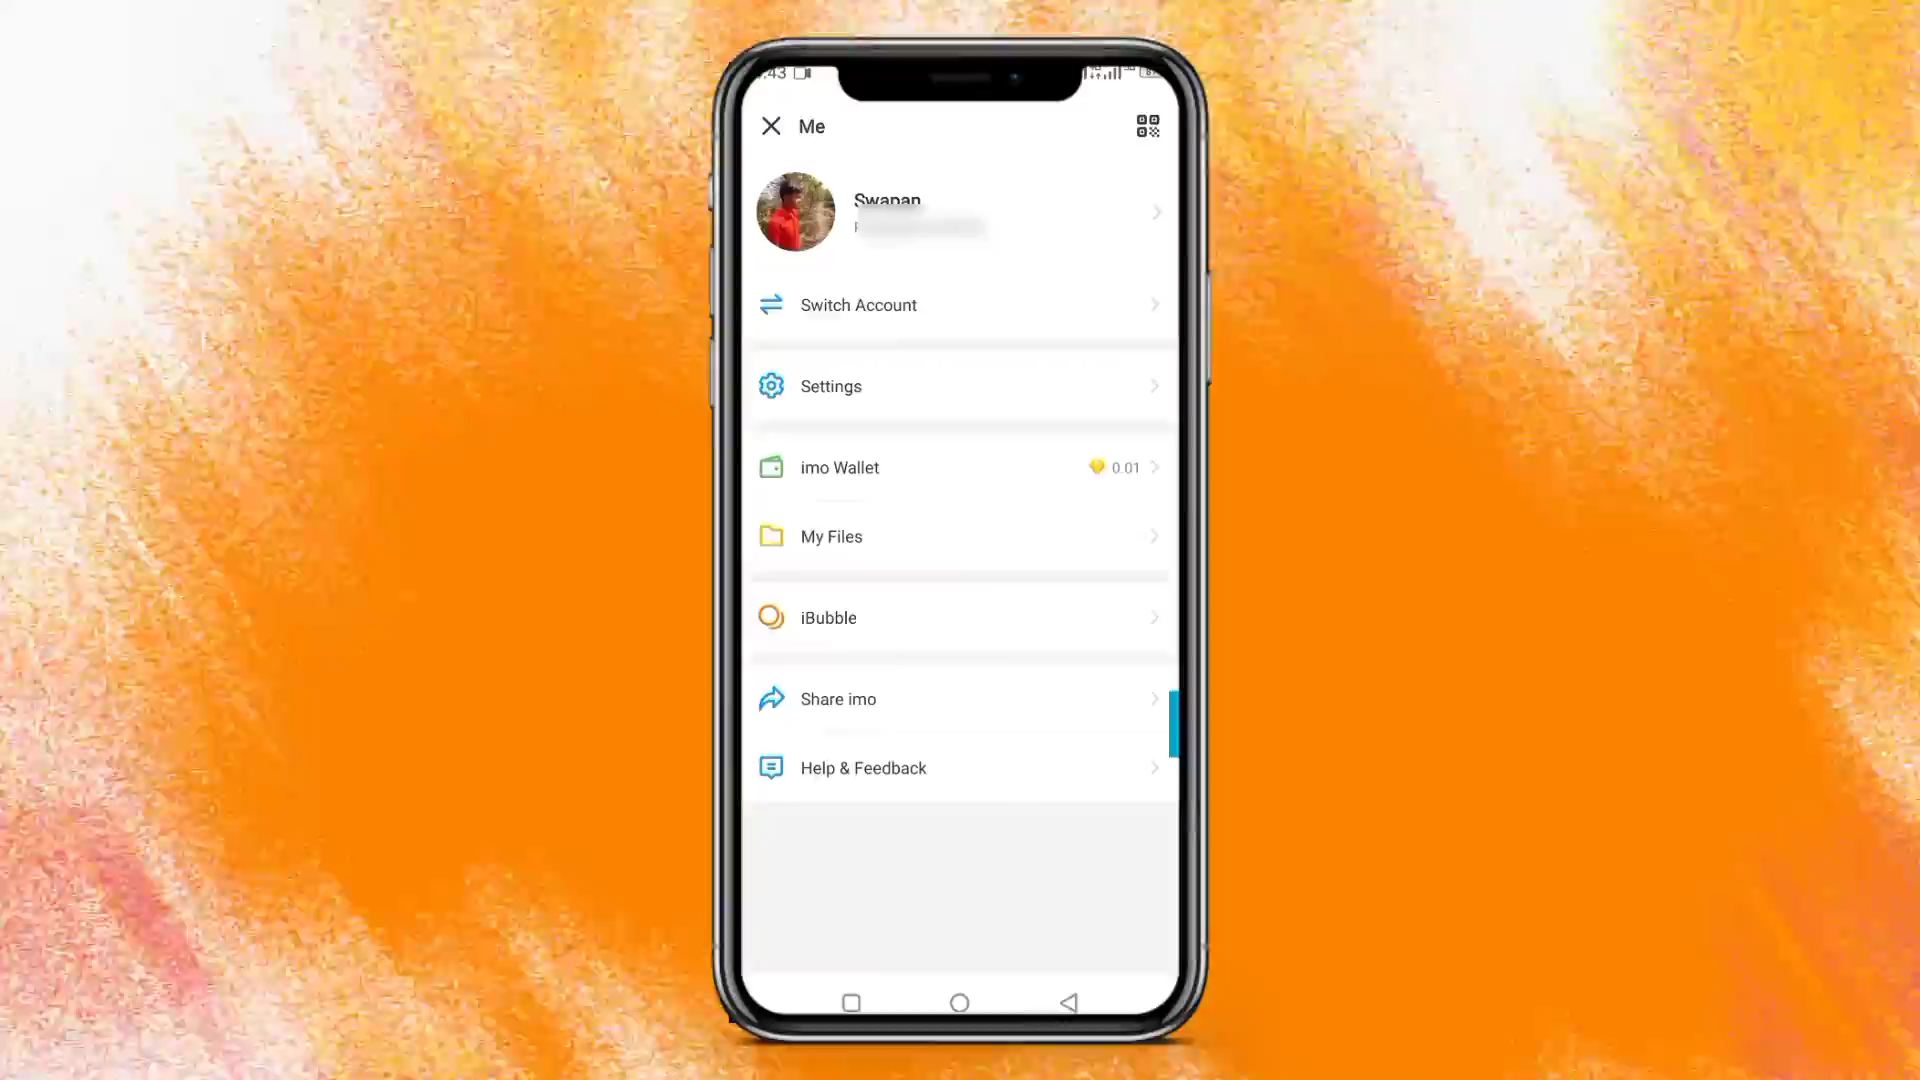 Me
Swapan
Switch Account
Settings
imo Wallet
0.01
My Files
iBubble
Share imo
Help & Feedback